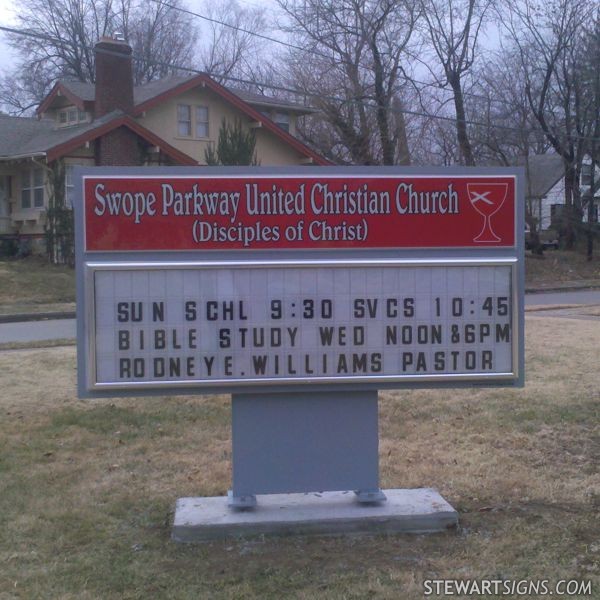 Swope Parkway United Christian Church
(Disciples of Christ)
SUN SCHL 9:30 SVCS 10:45
BIBLE STUDY WED NOON&6PM
RODNEYE.WILLIAMS PASTOR
STEWARTSIGNS.COM